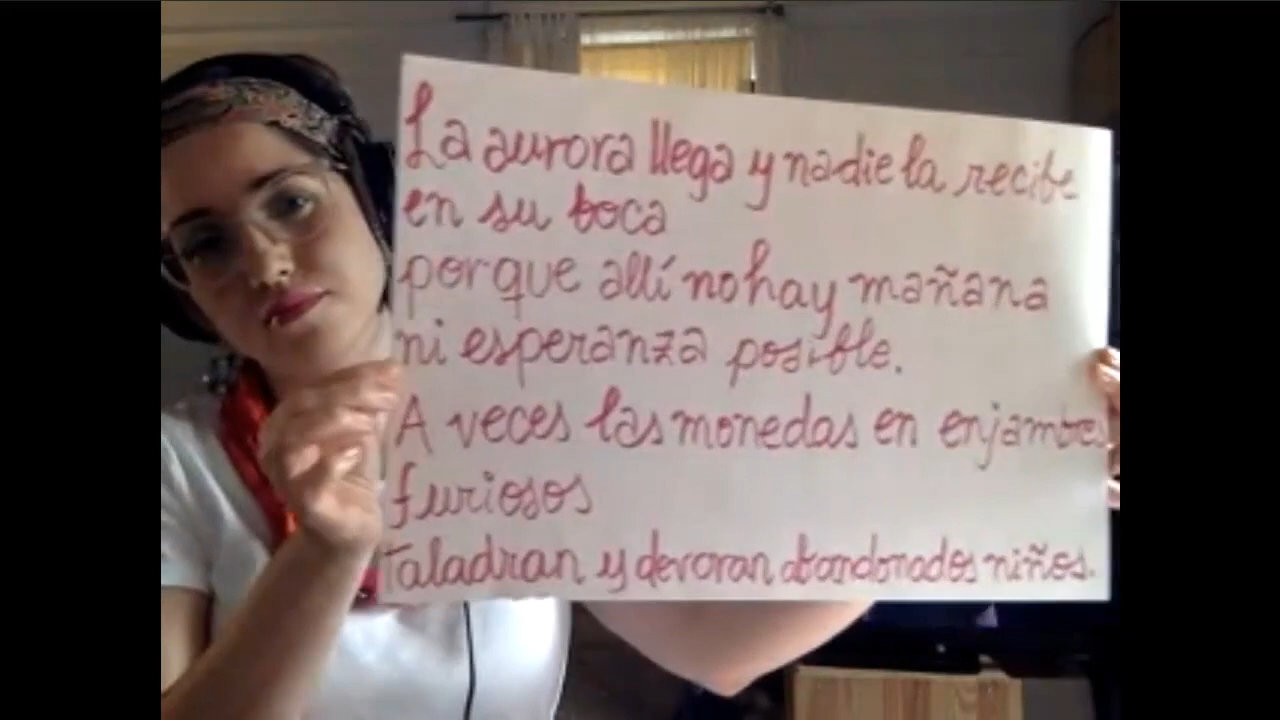 La aurora llega y nadie la recibe
en su boca
porque allí no hay mañana
ni esperanza posible.
A veces las monedas en enjambres
furiosos
Taladran y devoran abandonados niños.